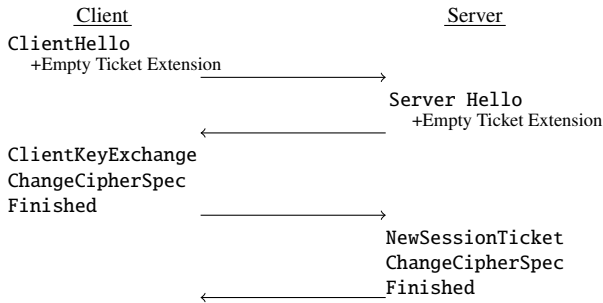 Client
Server
ClientHello
+Empty Ticket Extension
Server Hello
+Empty Ticket Extension
ClientKeyExchange
ChangeCipherSpec
Finished
NewSessionTicket
ChangeCipherSpec
Finished